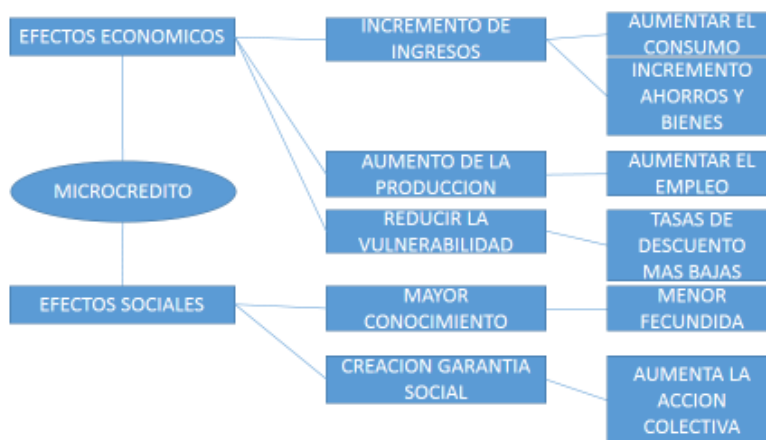 EFECTOS ECONOMICOS
INCREMENTO DE
INGRESOS
AUMENTAR EL
CONSUMO
INCREMENTO
AHORROS Y
BIENES
MICROCREDITO
AUMENTO DE LA
PRODUCCION
AUMENTAR EL
EMPLEO
REDUCIR LA
VULNERABILIDAD
TASAS DE
DESCUENTO
MAS BAJAS
EFECTOS SOCIALES
MAYOR
CONOCIMIENTO
MENOR
FECUNDIDA
CREACION GARANTIA
SOCIAL
AUMENTA LA
ACCION
COLECTIVA